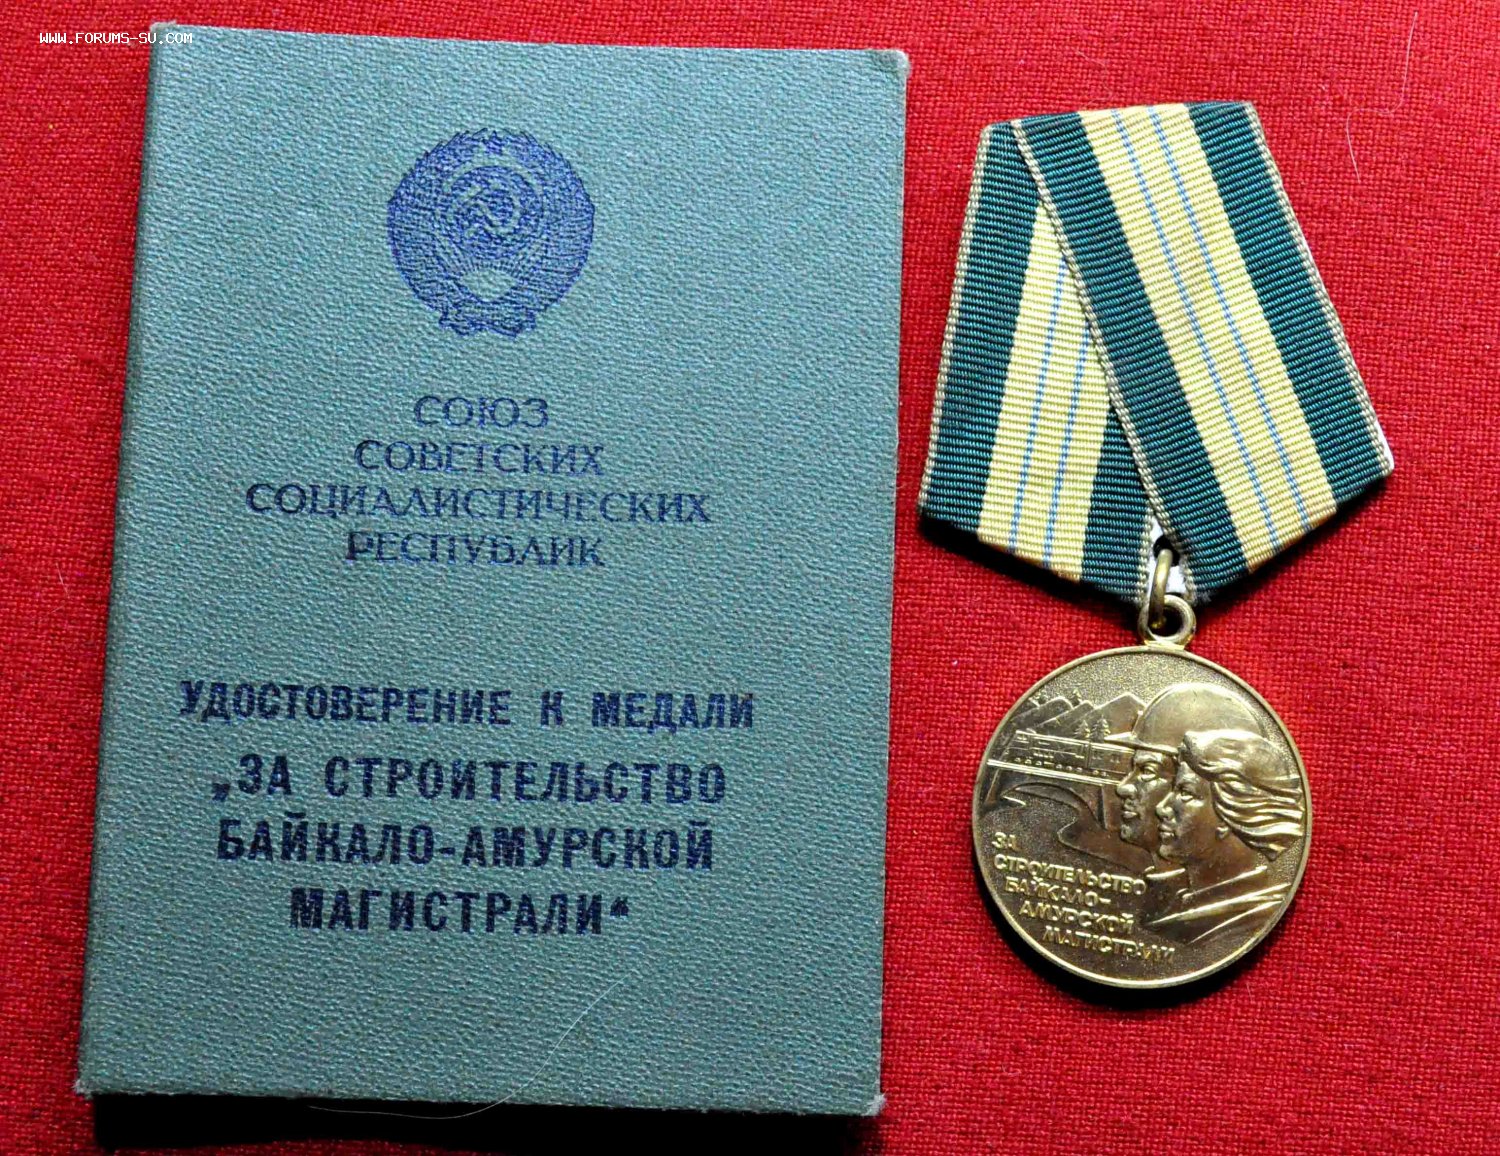 www.forums-su.com
СОЮЗ
СОВЕТСКИХ
СОЦИАЛИСТИЧЕСКИХ
РЕСПУБЛИК
УДОСТОВЕРЕНИЕ К МЕДАЛИ
„ЗА СТРОИТЕЛЬСТВО
БАЙКАЛО-АМУРСКОЙ
МАГИСТРАЛИ“
ЗА
СТРОИТЕЛЬСТВО
БАЙКАЛО-
АМУРСКОЙ
МАГИСТРАЛИ